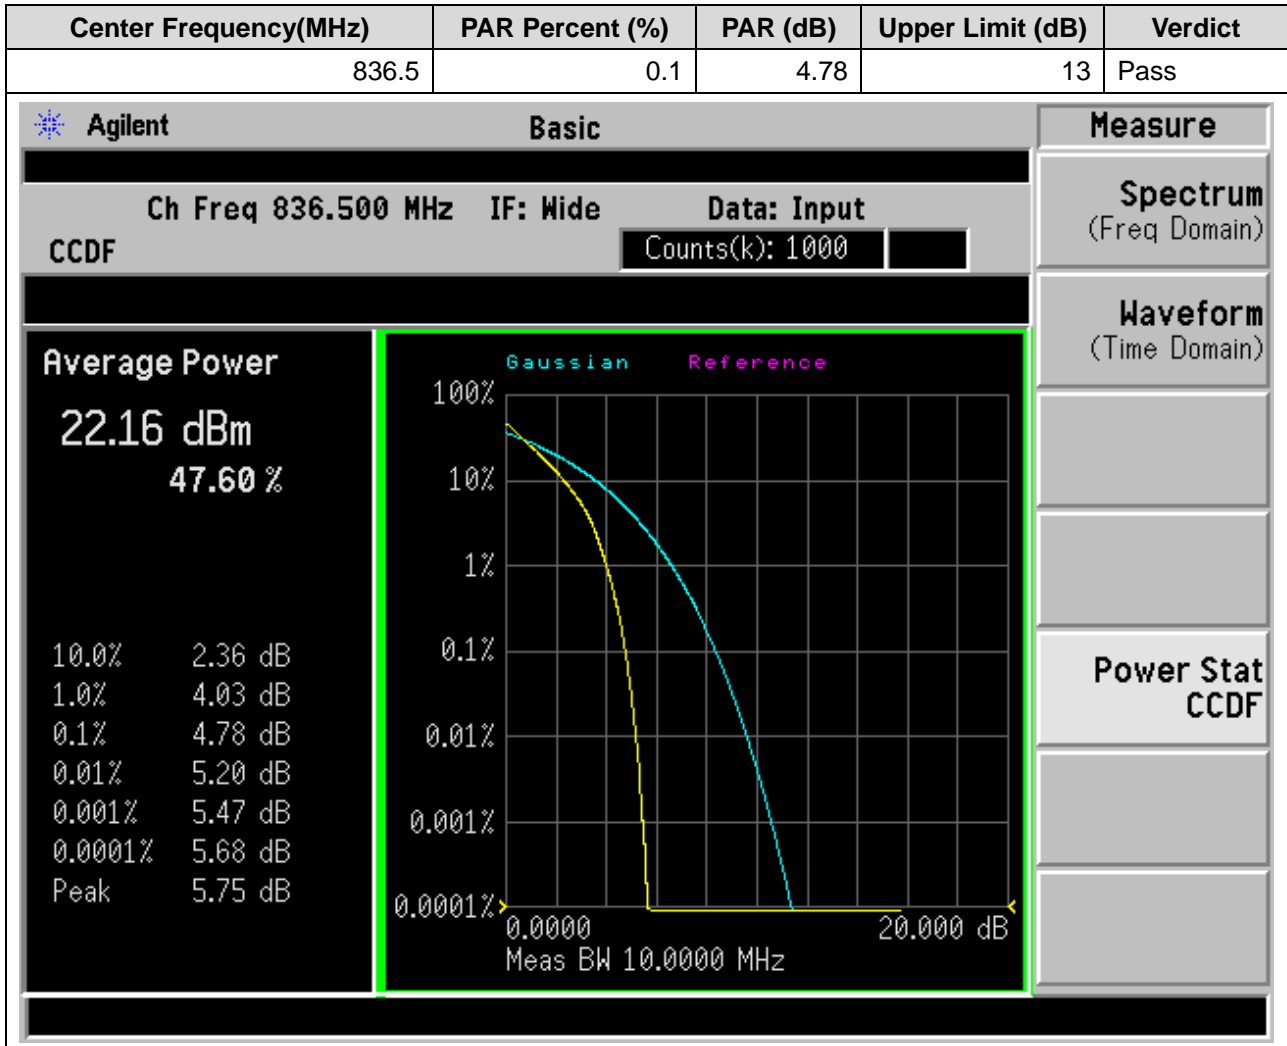 Center Frequency(MHz) PAR Percent (%) PAR (dB) Upper Limit (dB) Verdict
836.5 0.1 4.78 13 Pass
Agilent Basic Measure
Ch Freq 836.500 MHz IF: Wide Data: Input
CCDF Counts(k): 1000
Spectrum
(Freq Domain)
Waveform
(Time Domain)
Power Stat
CCDF
Average Power
22.16 dBm
47.60 %
10.0% 2.36 dB
1.0% 4.03 dB
0.1% 4.78 dB
0.01% 5.20 dB
0.001% 5.47 dB
0.0001% 5.68 dB
Peak 5.75 dB
Gaussian Reference
100%
10%
1%
0.1%
0.01%
0.001%
0.0001%
0.0000 20.000 dB
Meas BW 10.0000 MHz